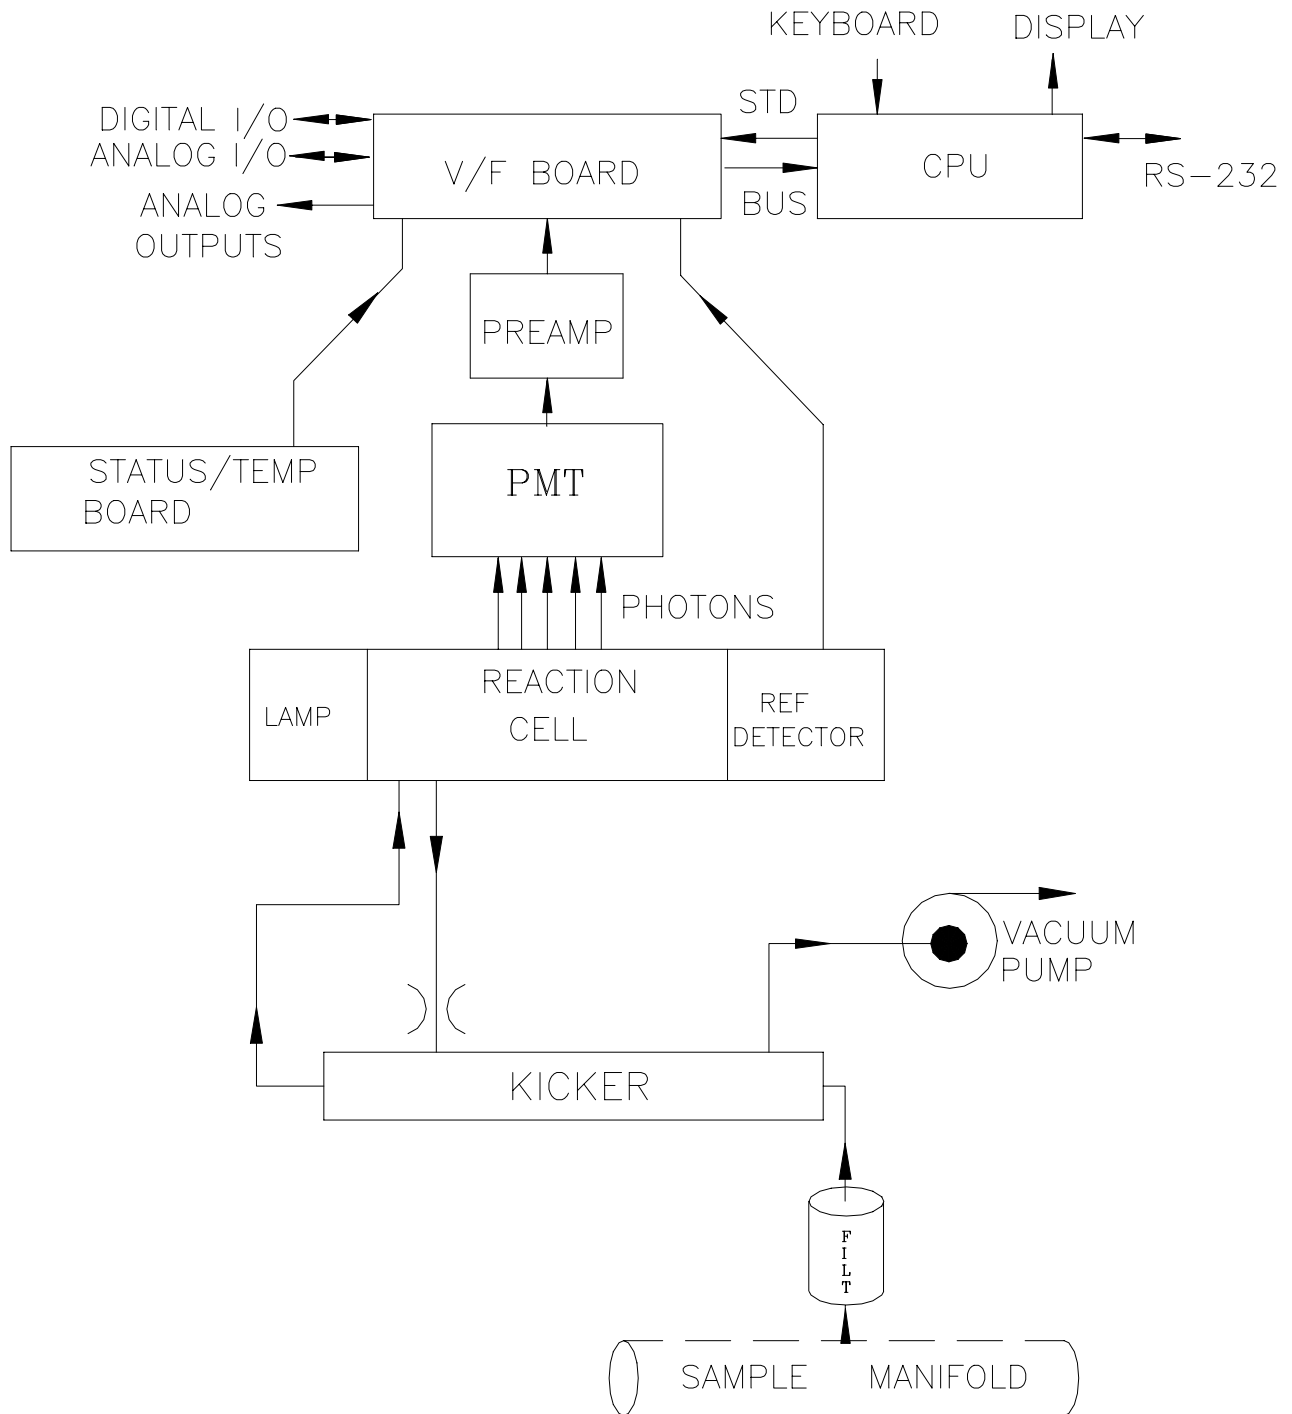 KEYBOARD
DISPLAY
STD
DIGITAL I/O
ANALOG I/O
V/F BOARD
CPU
RS-232
BUS
ANALOG
OUTPUTS
PREAMP
STATUS/TEMP
BOARD
PMT
PHOTONS
LAMP
REACTION
CELL
REF
DETECTOR
VACUUM
PUMP
KICKER
FILT
SAMPLE MANIFOLD